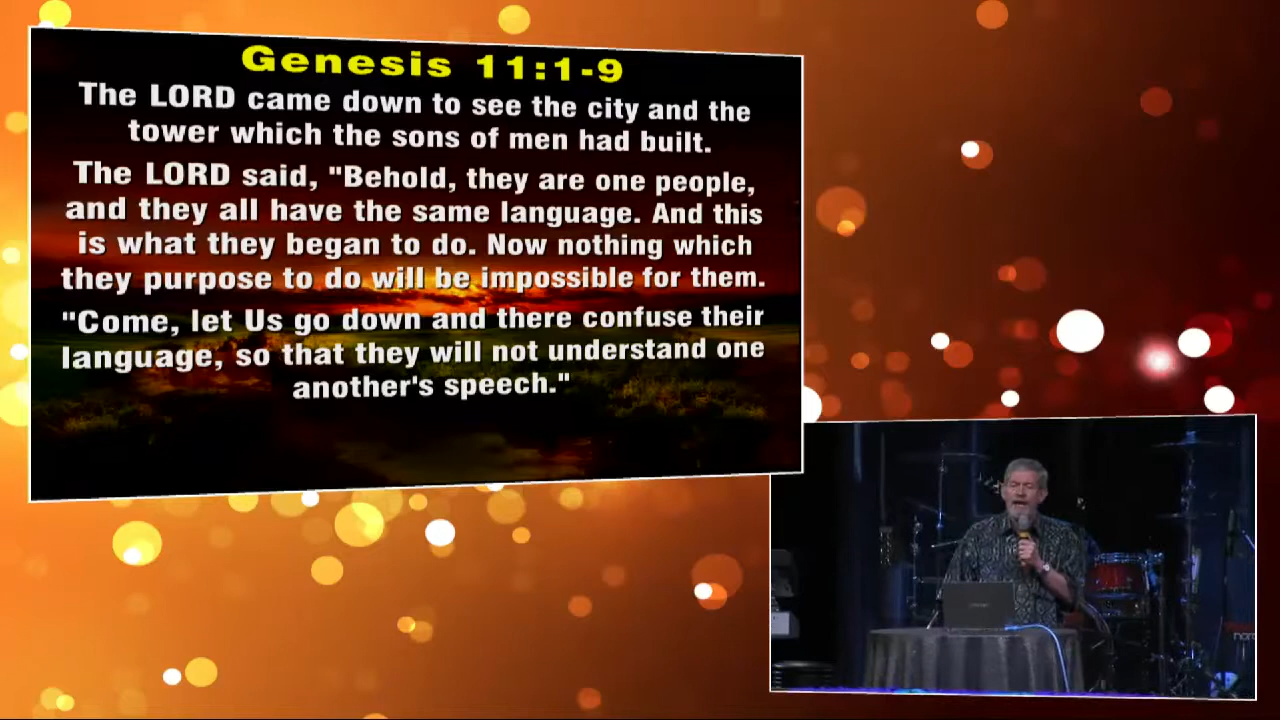 Genesis 11:1-9
The LORD came down to see the city and the
tower which the sons of men had built.
The LORD said, "Behold, they are one people,
and they all have the same language. And this
is what they began to do. Now nothing which
they purpose to do will be impossible for them.
"Come, let Us go down and there confuse their
language, so that they will not understand one
another's speech."
nord